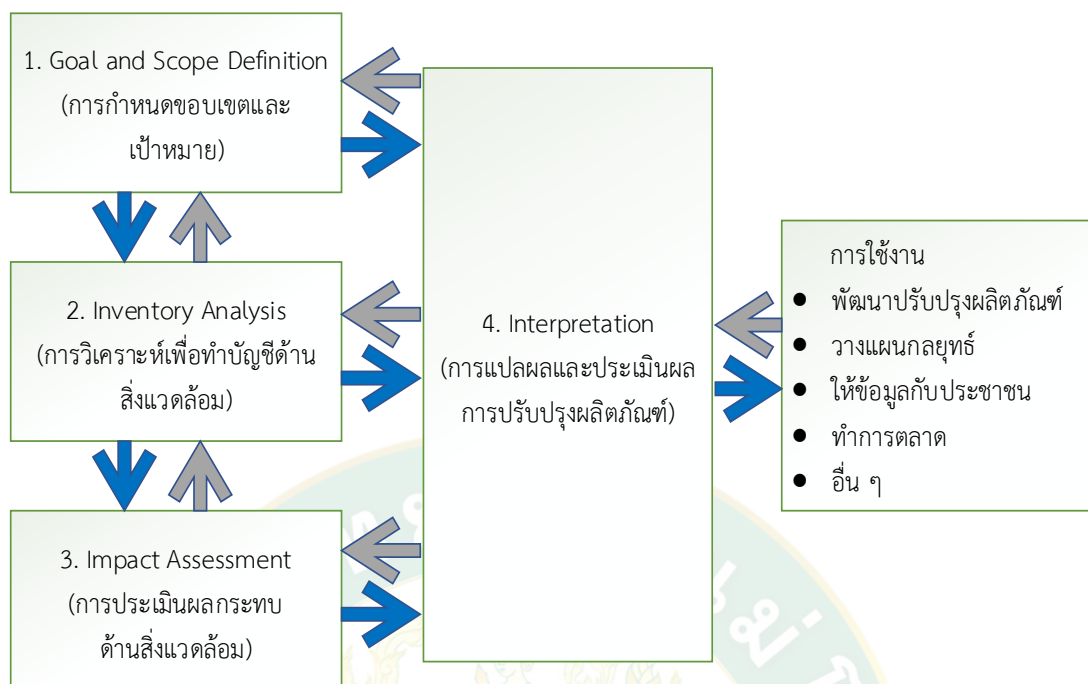 1. Goal and Scope Definition
(การกำหนดขอบเขตและ
เป้าหมาย)
2. Inventory Analysis
(การวิเคราะห์เพื่อทำบัญชีด้าน
สิ่งแวดล้อม)
3. Impact Assessment
(การประเมินผลกระทบ
ด้านสิ่งแวดล้อม)
4. Interpretation
(การแปลผลและประเมินผล
การปรับปรุงผลิตภัณฑ์)
การใช้งาน
● พัฒนาปรับปรุงผลิตภัณฑ์
● วางแผนกลยุทธ์
● ให้ข้อมูลกับประชาชน
● ทำการตลาด
● อื่น ๆ